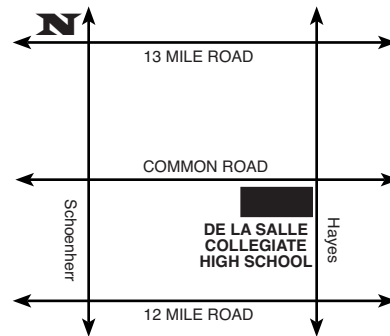 N
13 MILE ROAD
COMMON ROAD
Schoenherr
DE LA SALLE
COLLEGIATE
HIGH SCHOOL
Hayes
12 MILE ROAD